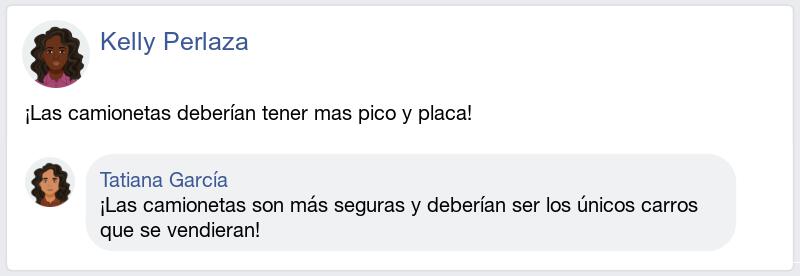 Kelly Perlaza
¡Las camionetas deberían tener mas pico y placa!
Tatiana García
¡Las camionetas son más seguras y deberían ser los únicos carros
que se vendieran!